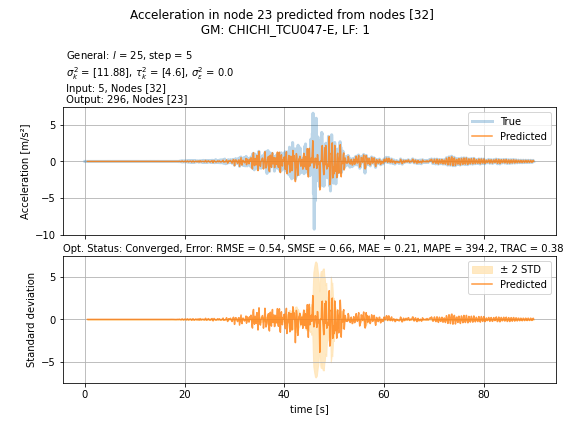 Acceleration in node 23 predicted from nodes [32]
GM: CHICHI_TCU047-E, LF: 1
General: l = 25, step = 5
σ²ₖ = [11.88], τ²ₖ = [4.6], σ²ε = 0.0
Input: 5, Nodes [32]
Output: 296, Nodes [23]
Acceleration [m/s²]
5
0
−5
−10
True
Predicted
Opt. Status: Converged, Error: RMSE = 0.54, SMSE = 0.66, MAE = 0.21, MAPE = 394.2, TRAC = 0.38
Standard deviation
5
0
−5
± 2 STD
Predicted
0 20 40 60 80
time [s]